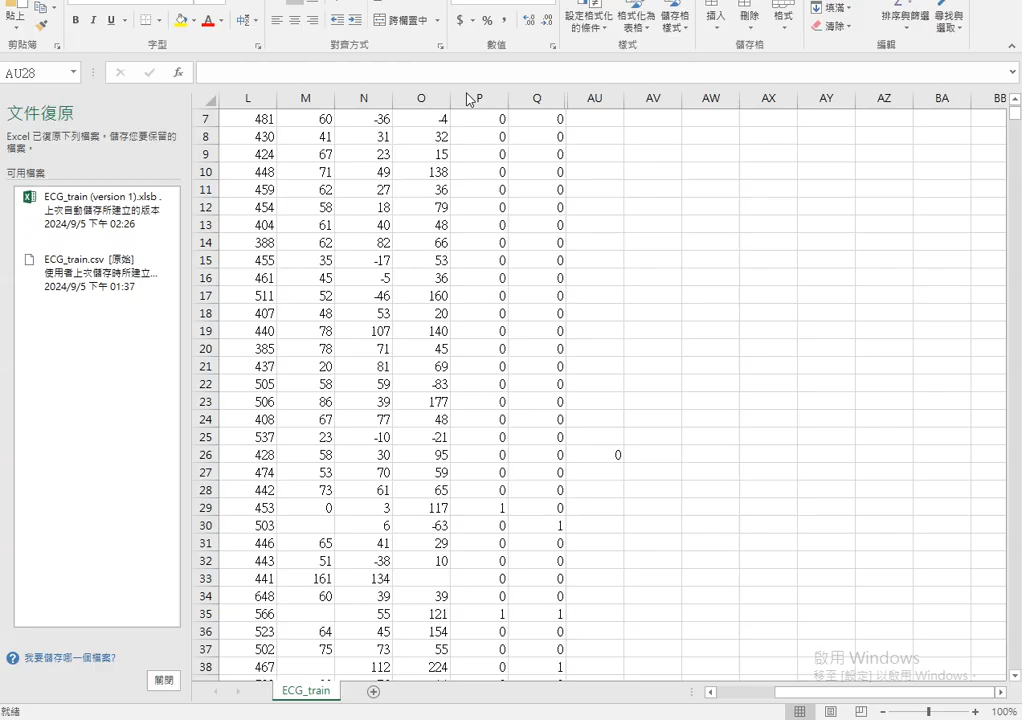 貼上 B I U 中 跨欄置中 $ % , 設定格式化的條件 格式化為表格 儲存格樣式 插入 刪除 格式 填滿 清除 排序與篩選 尋找與選取
剪貼簿 字型 對齊方式 數值 樣式 儲存格 編輯
AU28 fx
文件復原
Excel 已復原下列檔案。儲存您要保留的
檔案。
可用檔案
ECG_train (version 1).xlsb .
上次自動儲存所建立的版本
2024/9/5 下午 02:26
ECG_train.csv [原始]
使用者上次儲存時所建立...
2024/9/5 下午 01:37
我要儲存哪一個檔案?
關閉
L M N O P Q AU AV AW AX AY AZ BA BB
7 481 60 -36 -4 0 0
8 430 41 31 32 0 0
9 424 67 23 15 0 0
10 448 71 49 138 0 0
11 459 62 27 36 0 0
12 454 58 18 79 0 0
13 404 61 40 48 0 0
14 388 62 82 66 0 0
15 455 35 -17 53 0 0
16 461 45 -5 36 0 0
17 511 52 -46 160 0 0
18 407 48 53 20 0 0
19 440 78 107 140 0 0
20 385 78 71 45 0 0
21 437 20 81 69 0 0
22 505 58 59 -83 0 0
23 506 86 39 177 0 0
24 408 67 77 48 0 0
25 537 23 -10 -21 0 0
26 428 58 30 95 0 0 0
27 474 53 70 59 0 0
28 442 73 61 65 0 0
29 453 0 3 117 1 0
30 503 6 -63 0 1
31 446 65 41 29 0 0
32 443 51 -38 10 0 0
33 441 161 134 0 0
34 648 60 39 39 0 0
35 566 55 121 1 1
36 523 64 45 154 0 0
37 502 75 73 55 0 0
38 467 112 224 0 1
啟用 Windows
移至 [設定] 以啟用 Windows。
ECG_train
就緒 100%